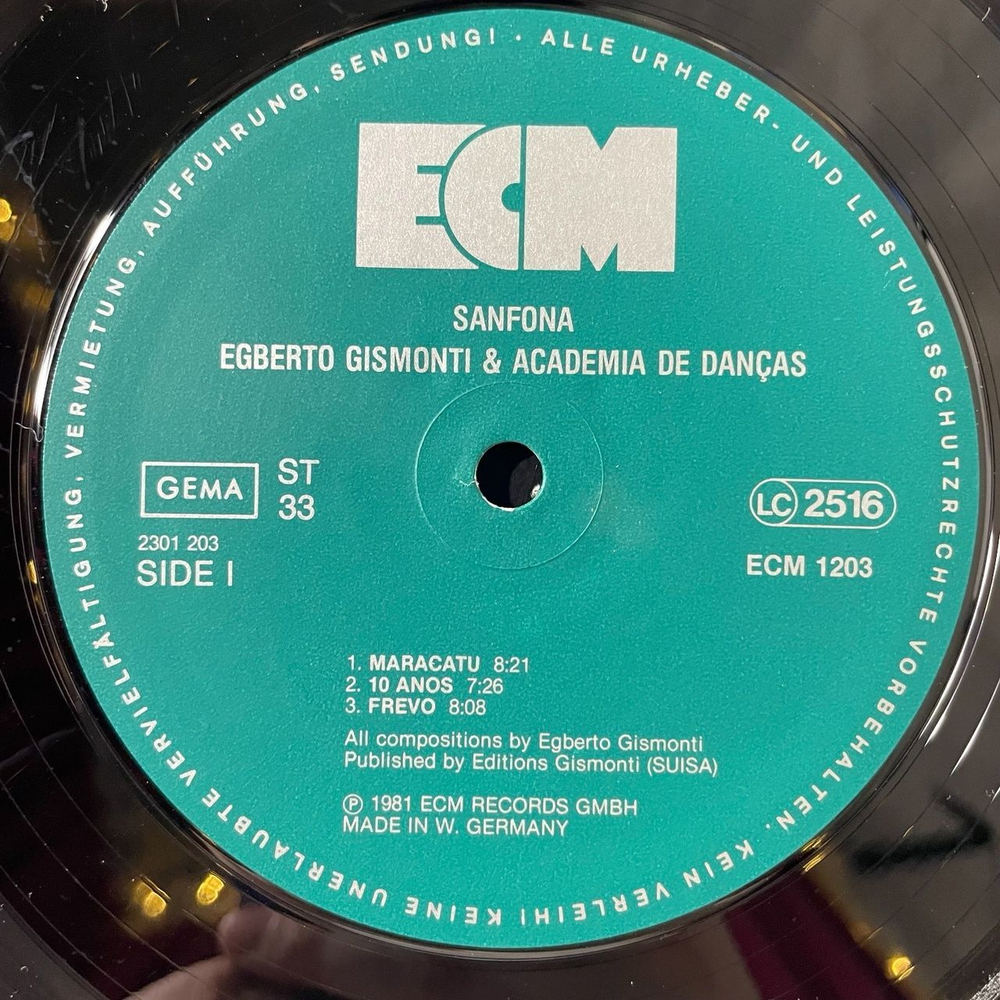 ALLE URHEBER- UND LEISTUNGSSCHUTZRECHTE VORBEHALTEN. KEIN VERLEIH! KEINE UNERLAUBTE VERVIELFÄLTIGUNG, VERMIETUNG, AUFFÜHRUNG, SENDUNG! ·
ECM
SANFONA
EGBERTO GISMONTI & ACADEMIA DE DANÇAS
GEMA
ST
33
LC 2516
2301 203
SIDE I
ECM 1203
1. MARACATU 8:21
2. 10 ANOS 7:26
3. FREVO 8:08
All compositions by Egberto Gismonti
Published by Editions Gismonti (SUISA)
℗ 1981 ECM RECORDS GMBH
MADE IN W. GERMANY